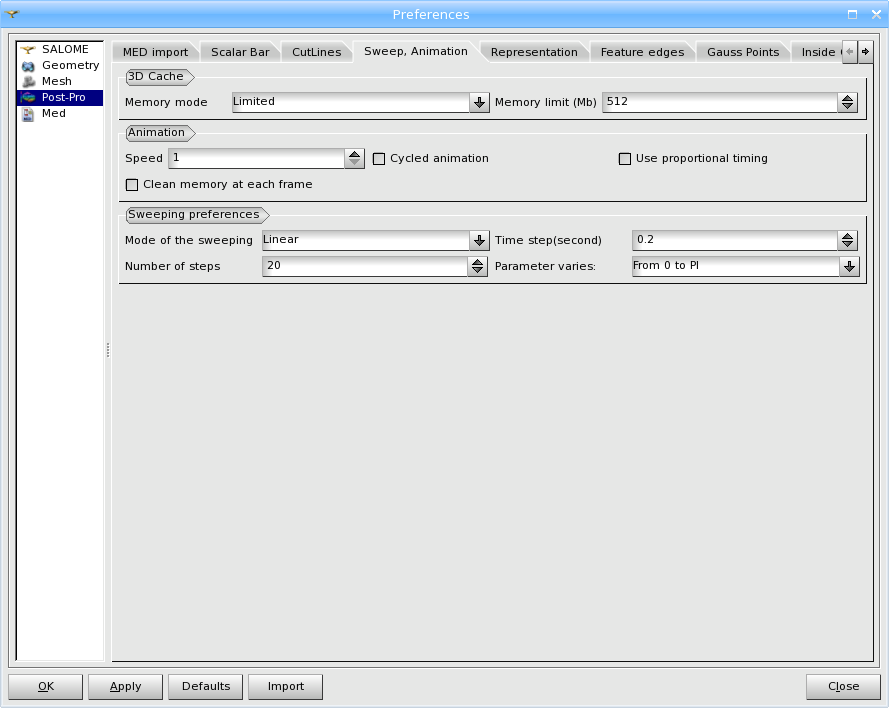 Preferences
SALOME
Geometry
Mesh
Post-Pro
Med
MED import Scalar Bar CutLines Sweep, Animation Representation Feature edges Gauss Points Inside
3D Cache
Memory mode Limited Memory limit (Mb) 512
Animation
Speed 1 Cycled animation Use proportional timing
Clean memory at each frame
Sweeping preferences
Mode of the sweeping Linear Time step(second) 0.2
Number of steps 20 Parameter varies: From 0 to PI
OK Apply Defaults Import Close